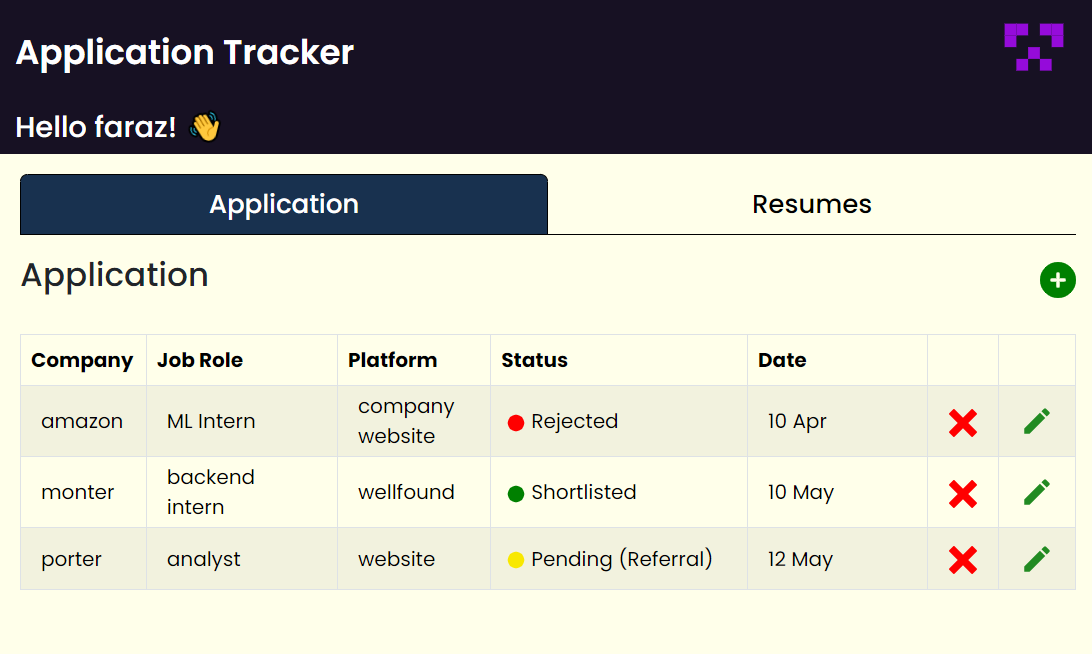 Application Tracker
Hello faraz! 👋
Application Resumes
Application
Company Job Role Platform Status Date
amazon ML Intern company website Rejected 10 Apr
monter backend intern wellfound Shortlisted 10 May
porter analyst website Pending (Referral) 12 May